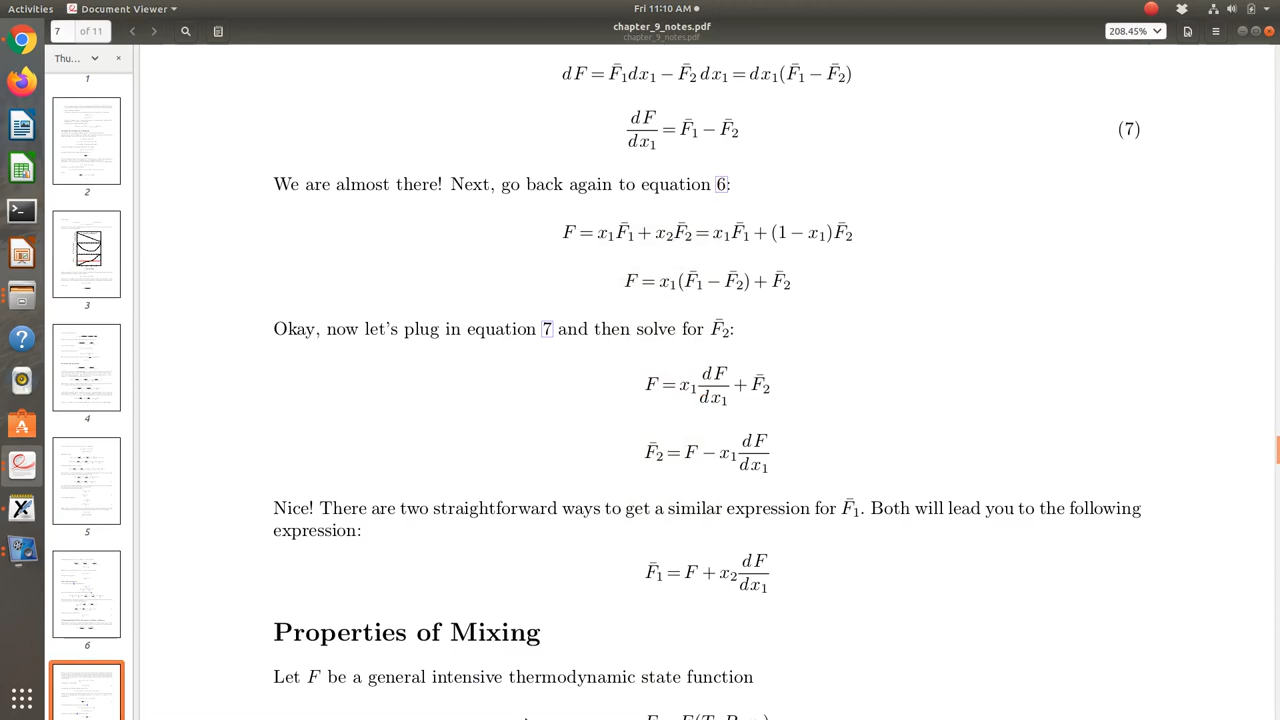 Activities
Document Viewer
Fri 11:10 AM
chapter_9_notes.pdf
chapter_9_notes.pdf
7 of 11
208.45%
Thu...
1
2
3
4
5
6
dF = F̄₁dx₁ − F̄₂dx₁ = dx₁(F̄₁ − F̄₂)
dF/dx₁ = F̄₁ − F̄₂ (7)
We are almost there! Next, go back again to equation 6:
F = x₁F̄₁ + x₂F̄₂ = x₁F̄₁ + (1 − x₁)F̄₂
F = x₁(F̄₁ − F̄₂) + F̄₂
Okay, now let's plug in equation 7 and then solve for F̄₂:
F = x₁ dF/dx₁ + F̄₂
F̄₂ = F − x₁ dF/dx₁
Nice! There are two straightforward ways to get a similar expression for F̄₁. Both will lead you to the following
expression:
F̄₁ = F + x₂ dF/dx₁
Properties of Mixing
Let F be a general intensive thermodynamic state function